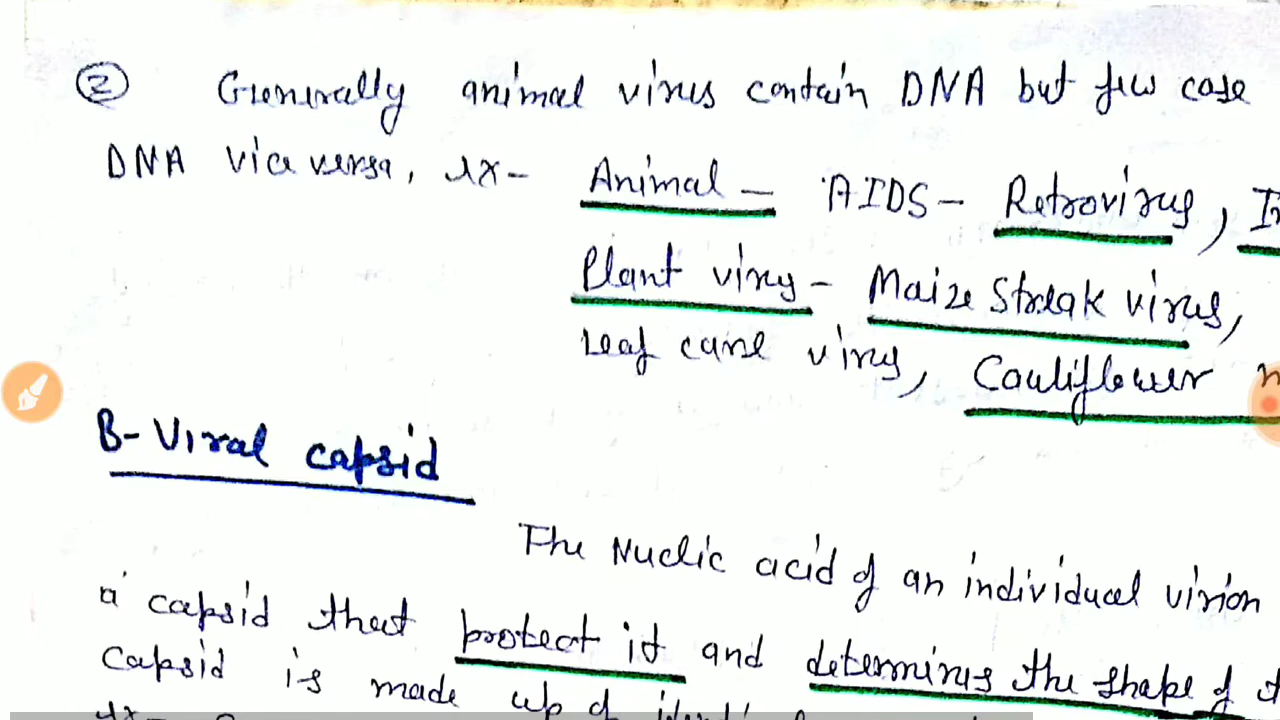 ② Generally animal virus contain DNA but few case
DNA vice versa, ex- Animal - AIDS - Retrovirus,
Plant virus - Maize Streak virus,
leaf curl virus, Cauliflower
B- Viral capsid
The Nuclic acid of an individual virion
a capsid that protect it and determines the shape of
Capsid is made up of